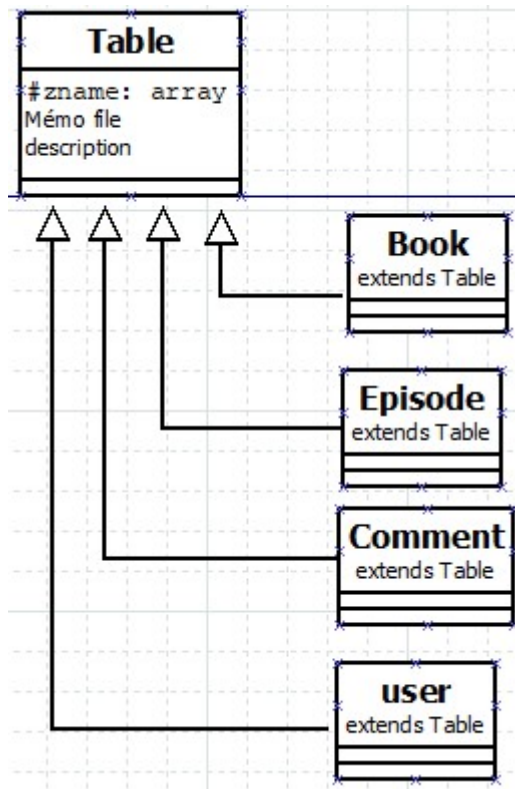 Table
#zname: array
Mémo file
description
Book
extends Table
Episode
extends Table
Comment
extends Table
user
extends Table